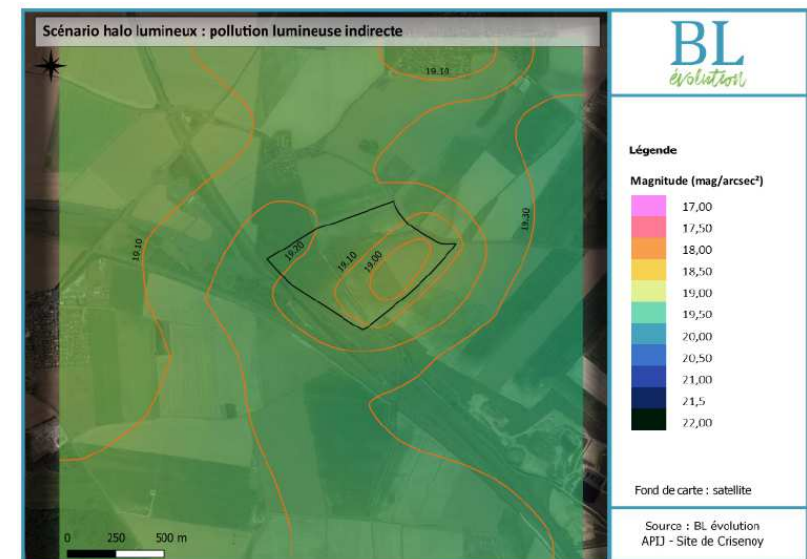 Scénario halo lumineux : pollution lumineuse indirecte
BL
évolution
19.10
19.10
19.20
19.10
19.00
19.30
0 250 500 m
Légende
Magnitude (mag/arcsec²)
17,00
17,50
18,00
18,50
19,00
19,50
20,00
20,50
21,00
21,5
22,00
Fond de carte : satellite
Source : BL évolution
APIJ - Site de Crisenoy